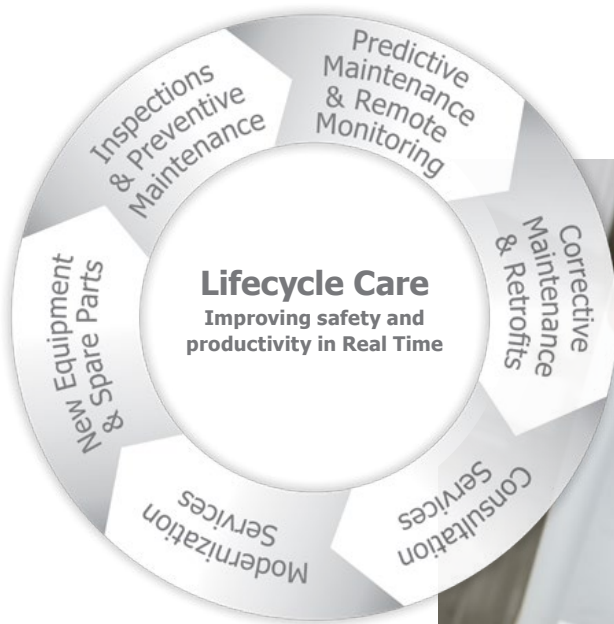 Predictive
Maintenance
& Remote
Monitoring
Corrective
Maintenance
& Retrofits
Consultation
Services
Modernization
Services
New Equipment
& Spare Parts
Inspections
& Preventive
Maintenance
Lifecycle Care
Improving safety and
productivity in Real Time